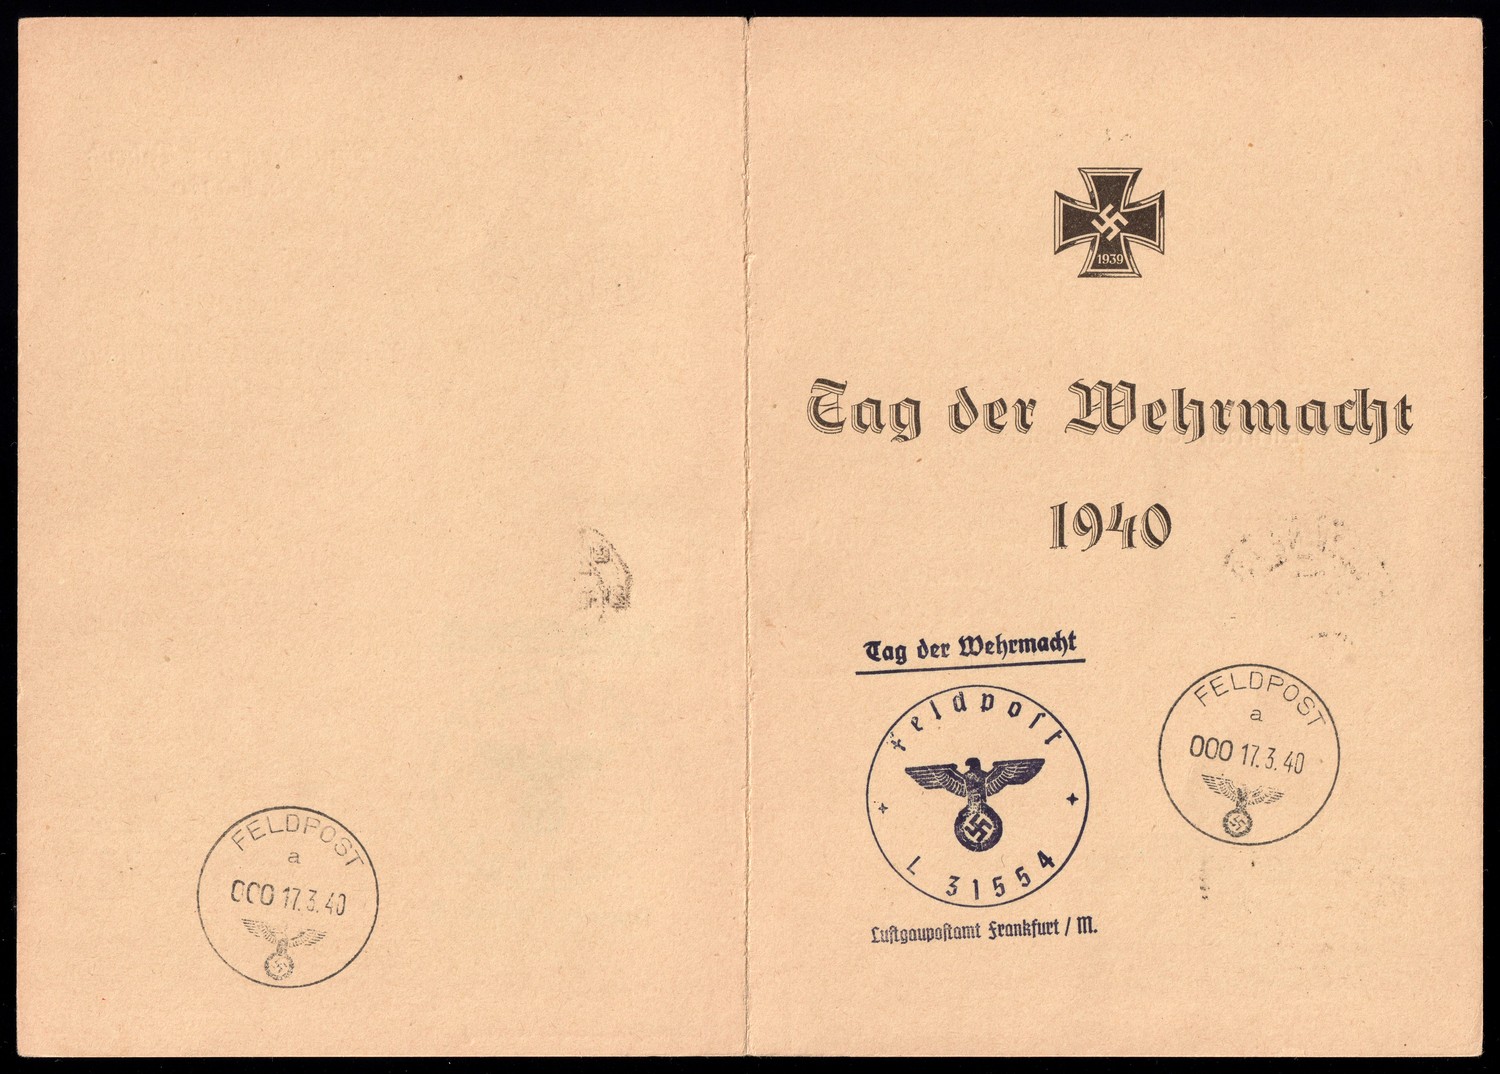 1939
Tag der Wehrmacht
1940
Tag der Wehrmacht
Feldpost
L 31554
Luftgaupostamt Frankfurt / M.
FELDPOST
a
000 17.3.40
FELDPOST
a
000 17.3.40